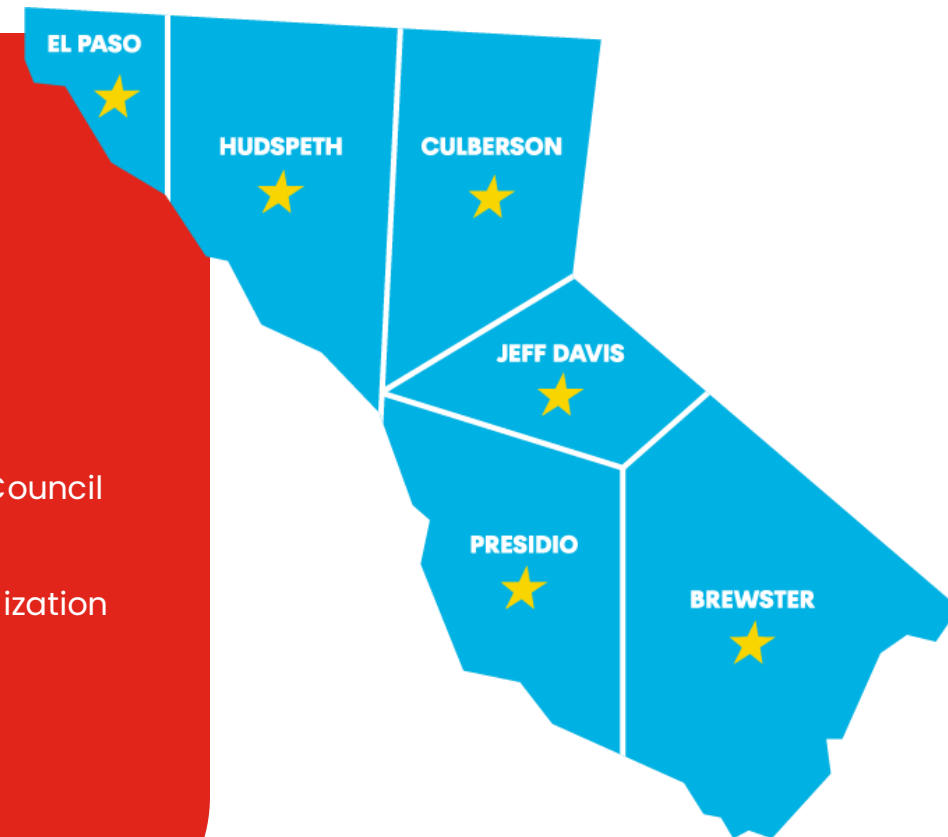 EL PASO
HUDSPETH
CULBERSON
JEFF DAVIS
Council
PRESIDIO
BREWSTER
ization